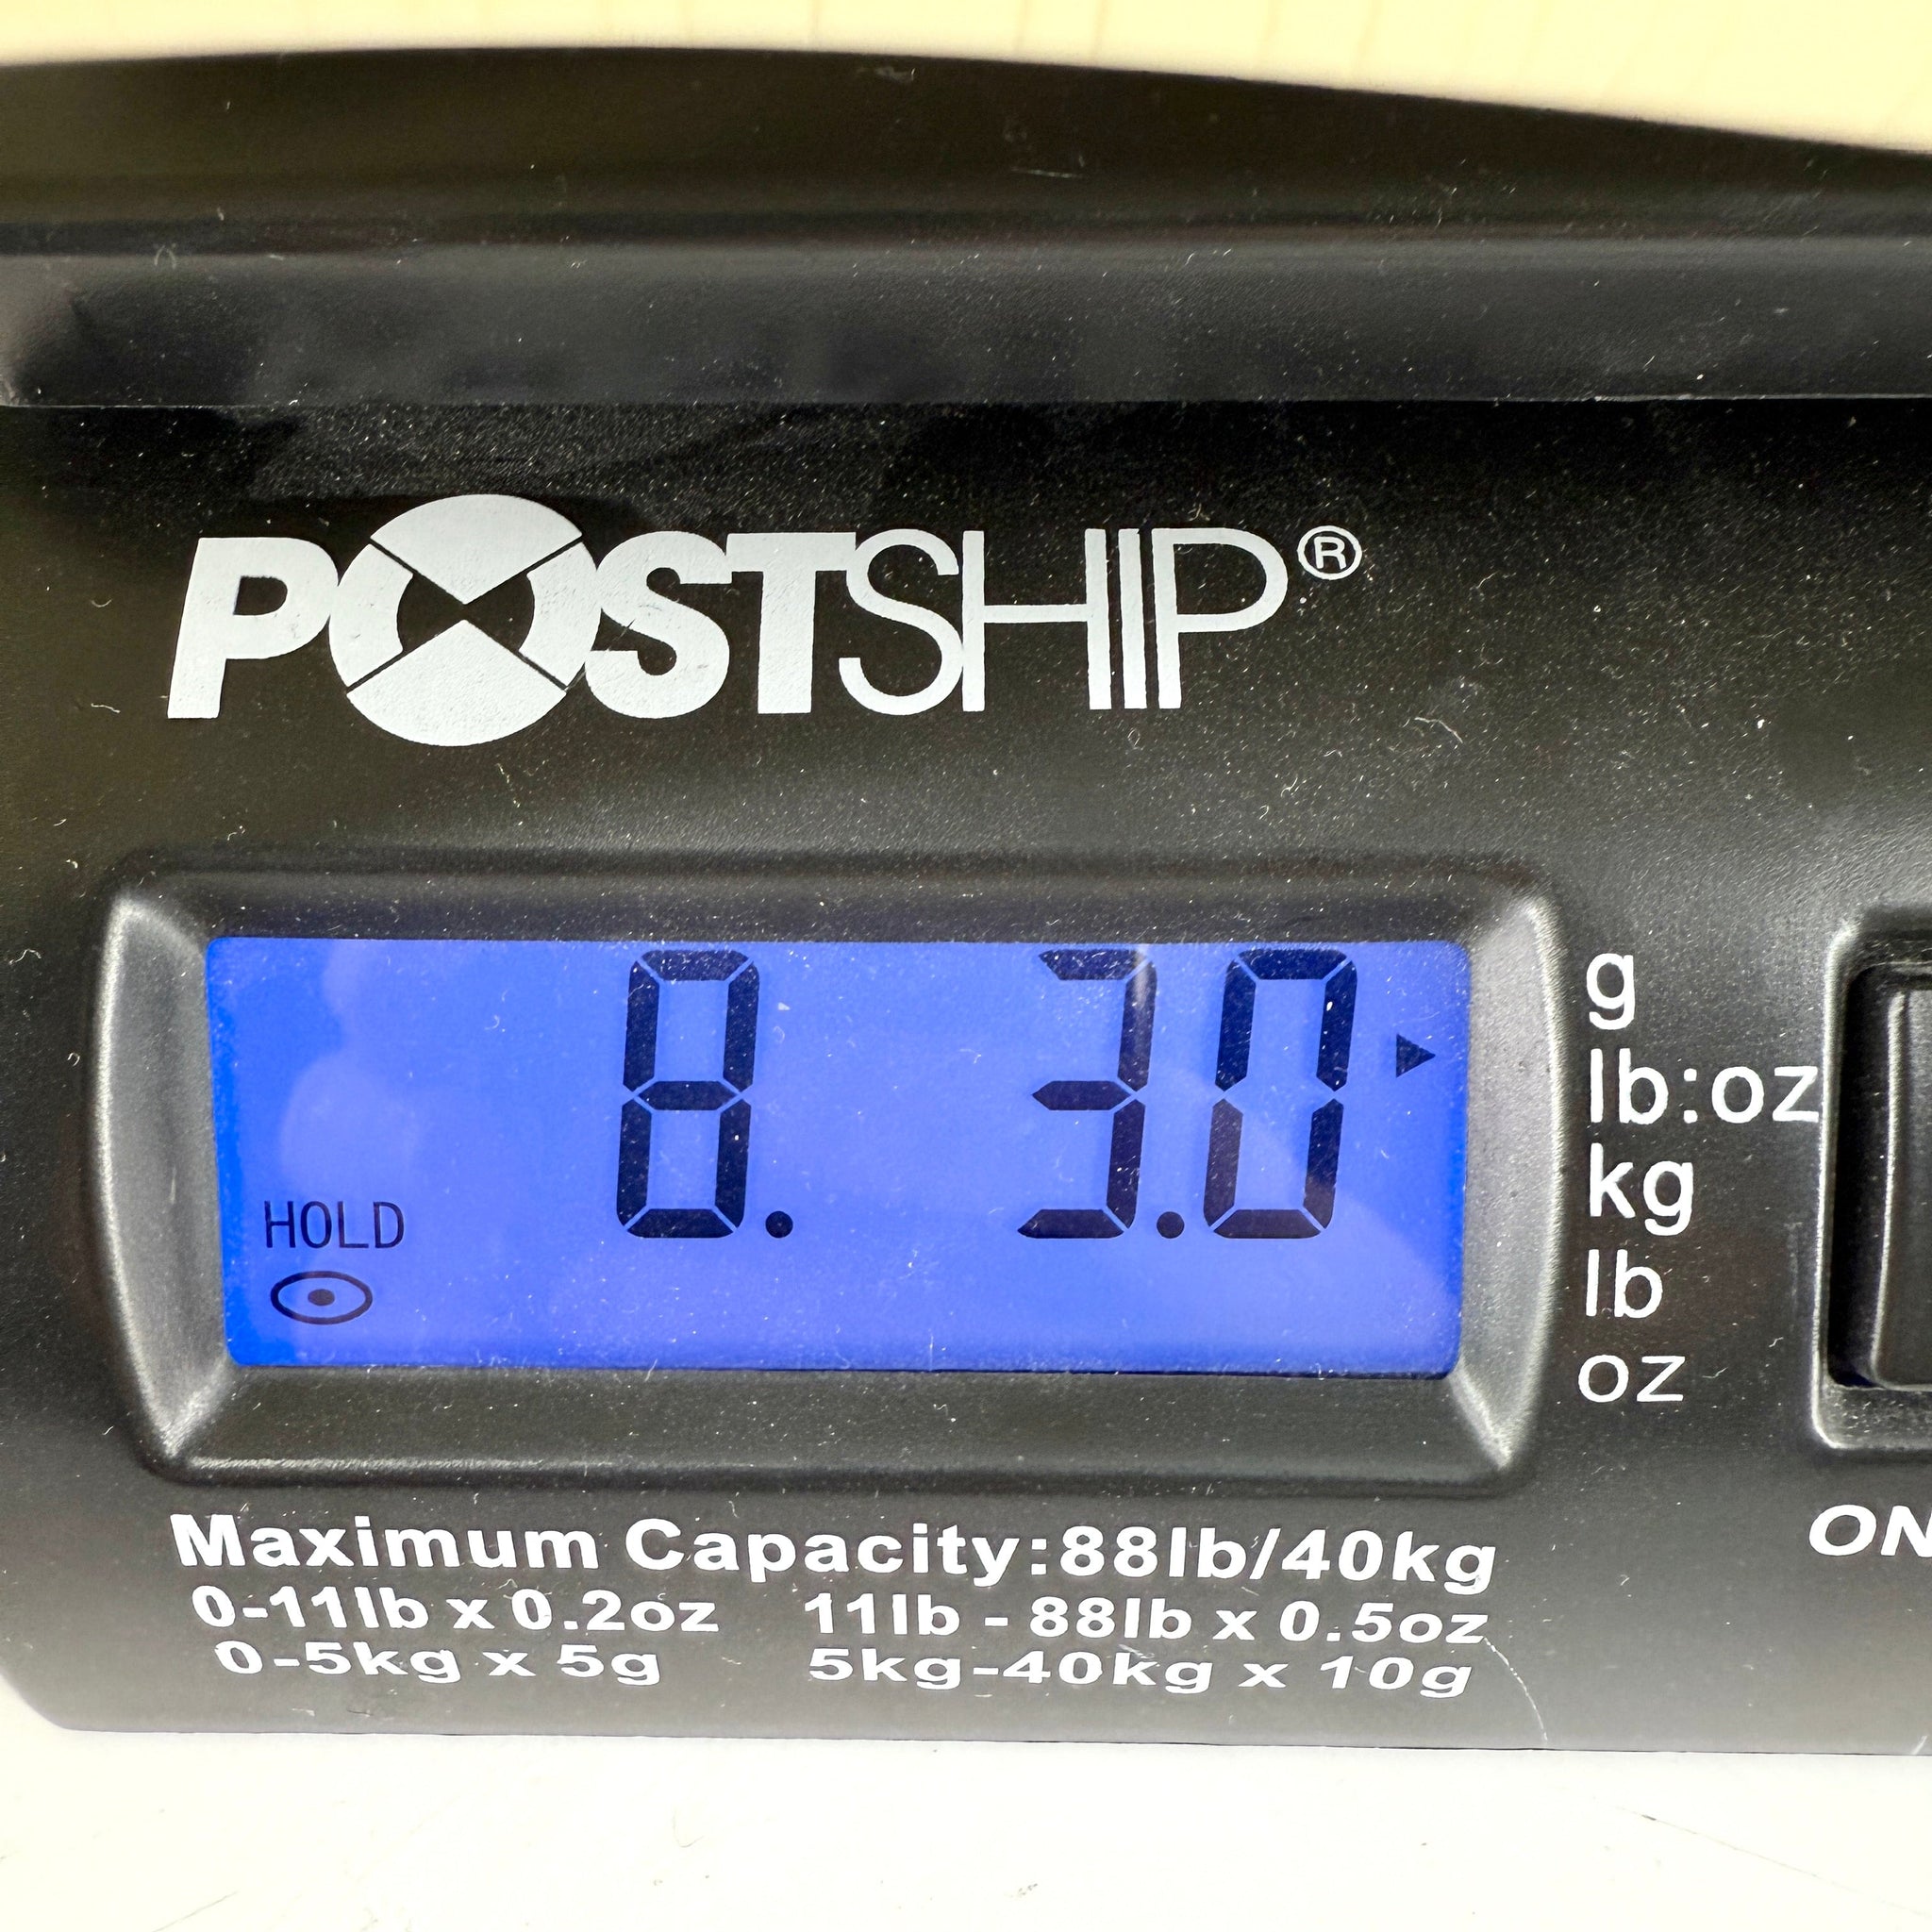 POSTSHIP®
8. 3.0
HOLD
g
lb:oz
kg
lb
oz
Maximum Capacity:88lb/40kg
0-11lb x 0.2oz 11lb - 88lb x 0.5oz
0-5kg x 5g 5kg-40kg x 10g
ON